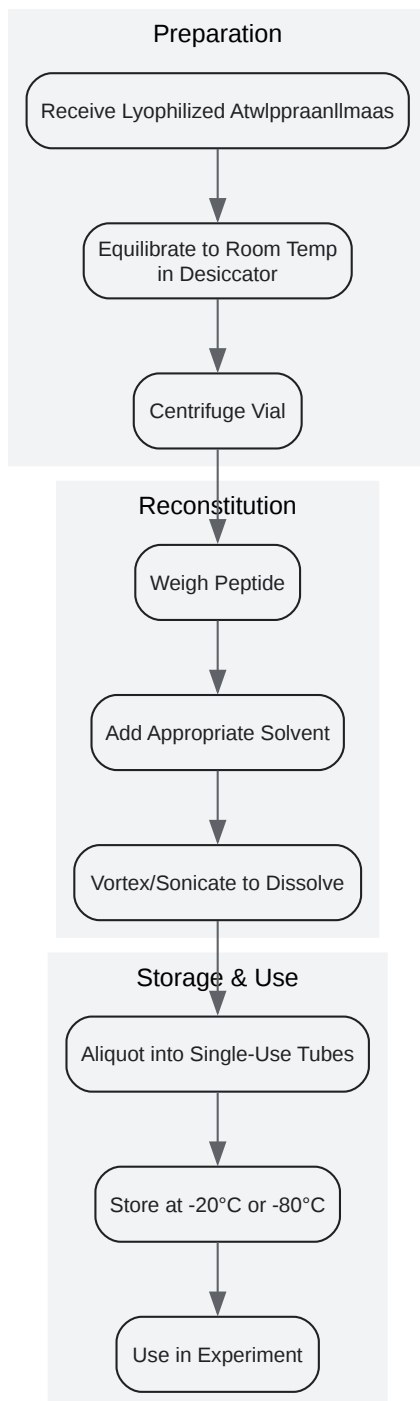 Preparation
Receive Lyophilized Atwlppraanllmaas
Equilibrate to Room Temp
in Desiccator
Centrifuge Vial
Reconstitution
Weigh Peptide
Add Appropriate Solvent
Vortex/Sonicate to Dissolve
Storage & Use
Aliquot into Single-Use Tubes
Store at -20°C or -80°C
Use in Experiment